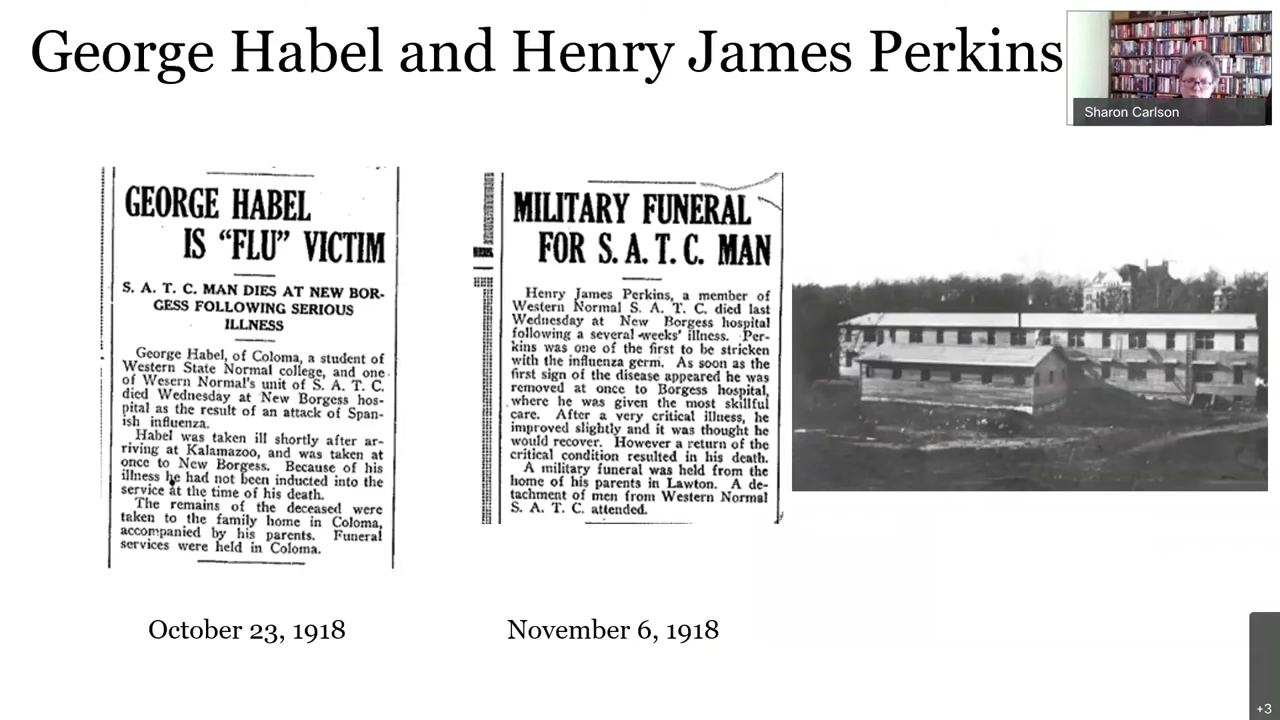 George Habel and Henry James Perkins
Sharon Carlson
GEORGE HABEL
IS “FLU” VICTIM
S. A. T. C. MAN DIES AT NEW BOR-
GESS FOLLOWING SERIOUS
ILLNESS
George Habel, of Coloma, a student of
Western State Normal college, and one
of Wesern Normal's unit of S. A. T. C.
died Wednesday at New Borgess hos-
pital as the result of an attack of Span-
ish influenza.
Habel was taken ill shortly after ar-
riving at Kalamazoo, and was taken at
once to New Borgess. Because of his
illness he had not been inducted into the
service at the time of his death.
The remains of the deceased were
taken to the family home in Coloma,
accompanied by his parents. Funeral
services were held in Coloma.
October 23, 1918
MILITARY FUNERAL
FOR S. A. T. C. MAN
Henry James Perkins, a member of
Western Normal S. A. T. C. died last
Wednesday at New Borgess hospital
following a several weeks' illness. Per-
kins was one of the first to be stricken
with the influenza germ. As soon as the
first sign of the disease appeared he was
removed at once to Borgess hospital,
where he was given the most skillful
care. After a very critical illness, he
improved slightly and it was thought he
would recover. However a return of the
critical condition resulted in his death.
A military funeral was held from the
home of his parents in Lawton. A de-
tachment of men from Western Normal
S. A. T. C. attended.
November 6, 1918
+3